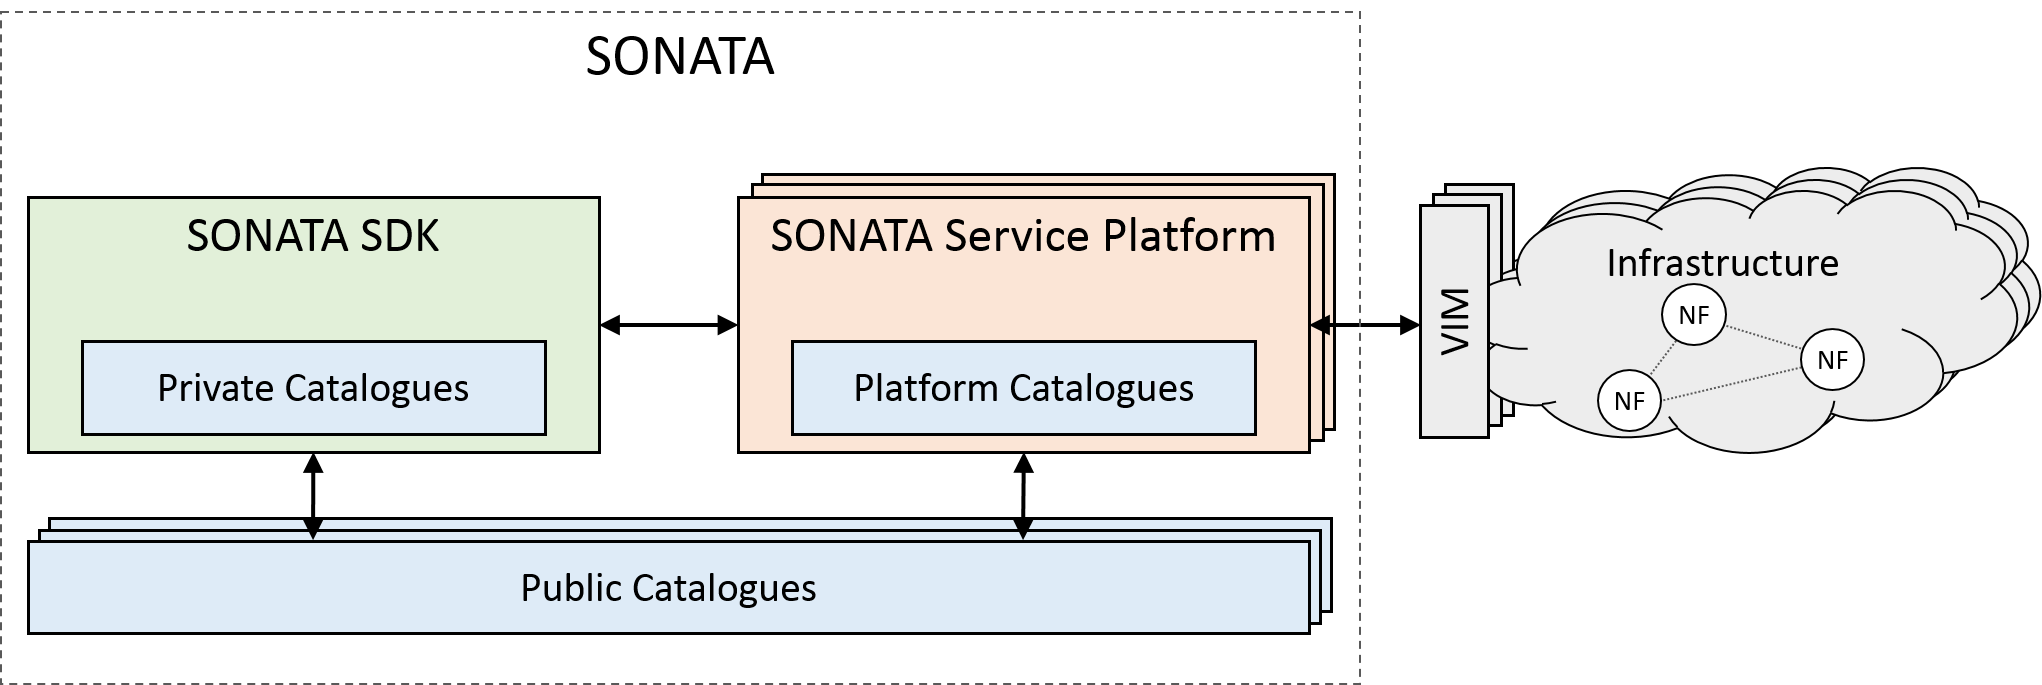 SONATA
SONATA SDK
SONATA Service Platform
Private Catalogues
Platform Catalogues
Public Catalogues
VIM
Infrastructure
NF
NF
NF